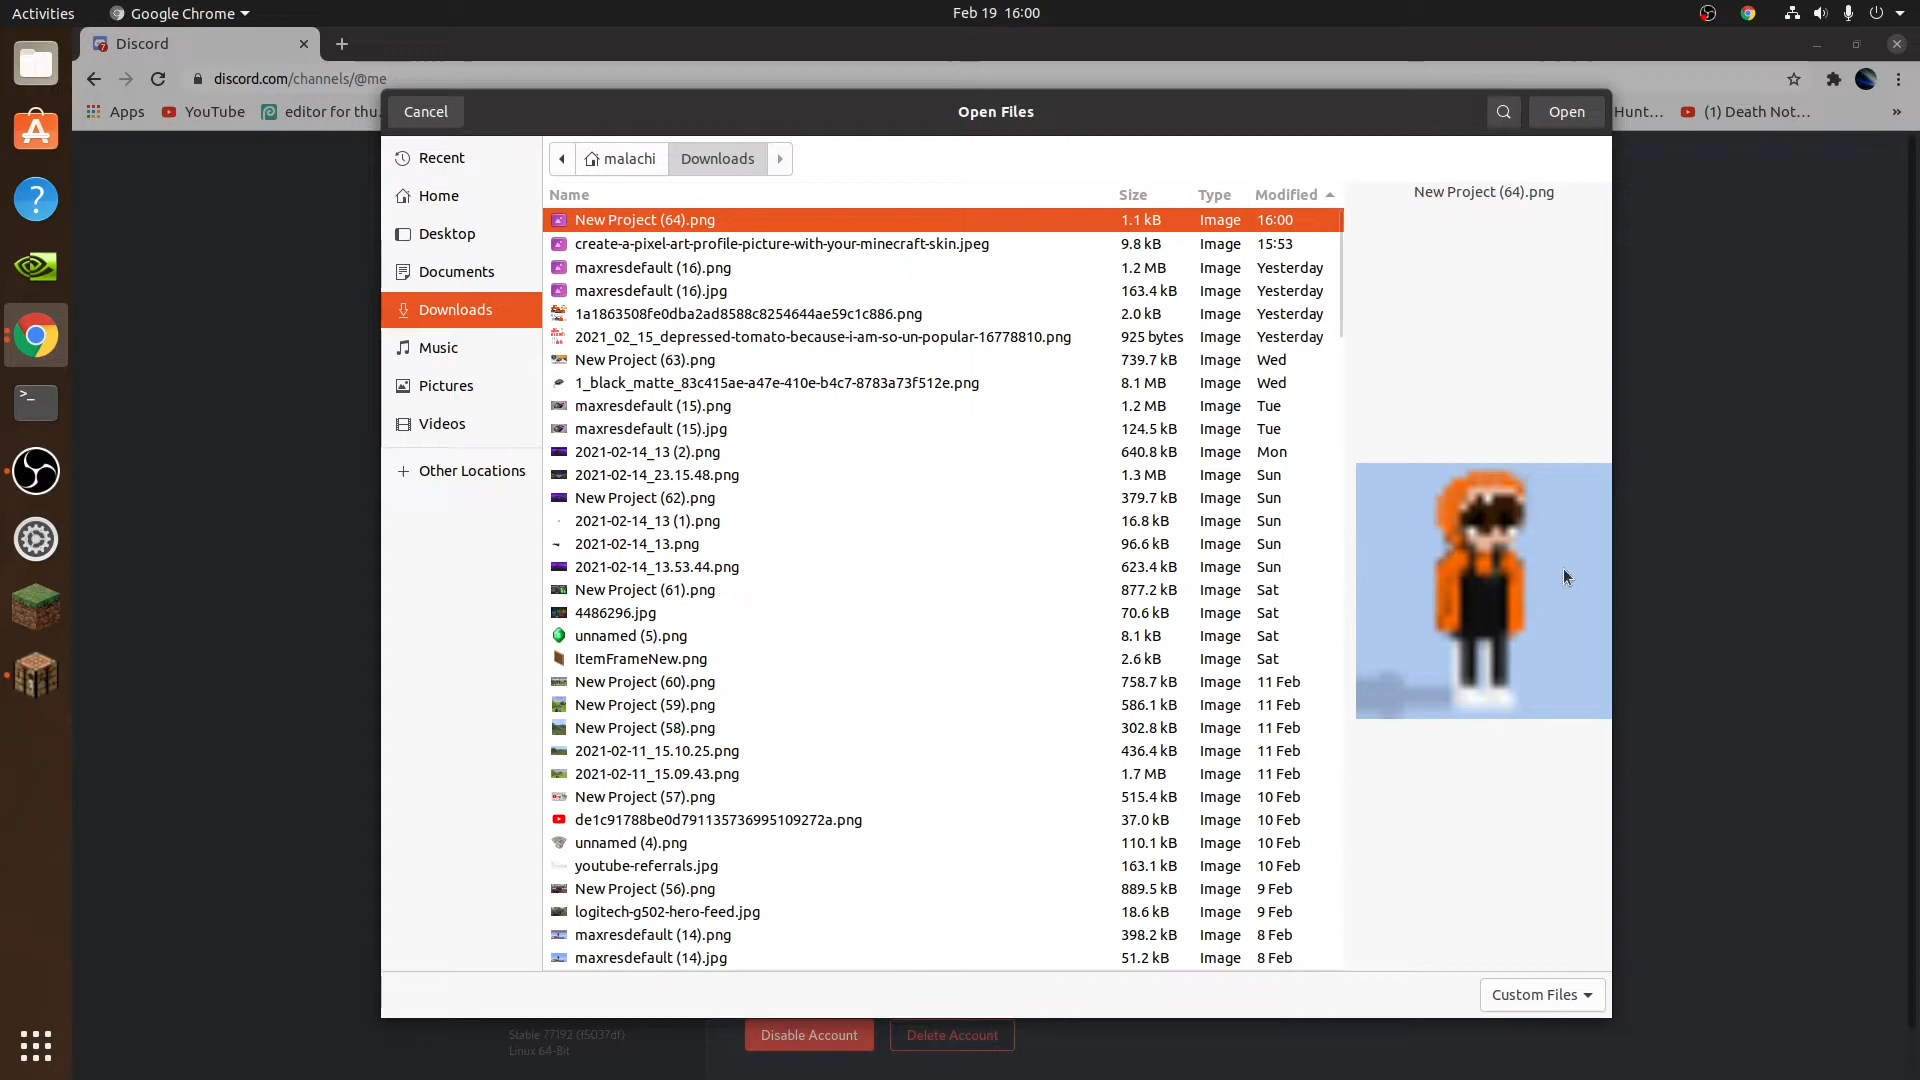 Activities
Google Chrome
Feb 19 16:00
Discord
discord.com/channels/@me
Apps
YouTube
editor for thu
Hunt...
(1) Death Not...
»
Cancel
Open Files
Open
Recent
Home
Desktop
Documents
Downloads
Music
Pictures
Videos
Other Locations
malachi
Downloads
Name Size Type Modified
New Project (64).png 1.1 kB Image 16:00
create-a-pixel-art-profile-picture-with-your-minecraft-skin.jpeg 9.8 kB Image 15:53
maxresdefault (16).png 1.2 MB Image Yesterday
maxresdefault (16).jpg 163.4 kB Image Yesterday
1a1863508fe0dba2ad8588c8254644ae59c1c886.png 2.0 kB Image Yesterday
2021_02_15_depressed-tomato-because-i-am-so-un-popular-16778810.png 925 bytes Image Yesterday
New Project (63).png 739.7 kB Image Wed
1_black_matte_83c415ae-a47e-410e-b4c7-8783a73f512e.png 8.1 MB Image Wed
maxresdefault (15).png 1.2 MB Image Tue
maxresdefault (15).jpg 124.5 kB Image Tue
2021-02-14_13 (2).png 640.8 kB Image Mon
2021-02-14_23.15.48.png 1.3 MB Image Sun
New Project (62).png 379.7 kB Image Sun
2021-02-14_13 (1).png 16.8 kB Image Sun
2021-02-14_13.png 96.6 kB Image Sun
2021-02-14_13.53.44.png 623.4 kB Image Sun
New Project (61).png 877.2 kB Image Sat
4486296.jpg 70.6 kB Image Sat
unnamed (5).png 8.1 kB Image Sat
ItemFrameNew.png 2.6 kB Image Sat
New Project (60).png 758.7 kB Image 11 Feb
New Project (59).png 586.1 kB Image 11 Feb
New Project (58).png 302.8 kB Image 11 Feb
2021-02-11_15.10.25.png 436.4 kB Image 11 Feb
2021-02-11_15.09.43.png 1.7 MB Image 11 Feb
New Project (57).png 515.4 kB Image 10 Feb
de1c91788be0d791135736995109272a.png 37.0 kB Image 10 Feb
unnamed (4).png 110.1 kB Image 10 Feb
youtube-referrals.jpg 163.1 kB Image 10 Feb
New Project (56).png 889.5 kB Image 9 Feb
logitech-g502-hero-feed.jpg 18.6 kB Image 9 Feb
maxresdefault (14).png 398.2 kB Image 8 Feb
maxresdefault (14).jpg 51.2 kB Image 8 Feb
New Project (64).png
Custom Files
Stable 77192 (f5037df)
Linux 64-Bit
Disable Account
Delete Account